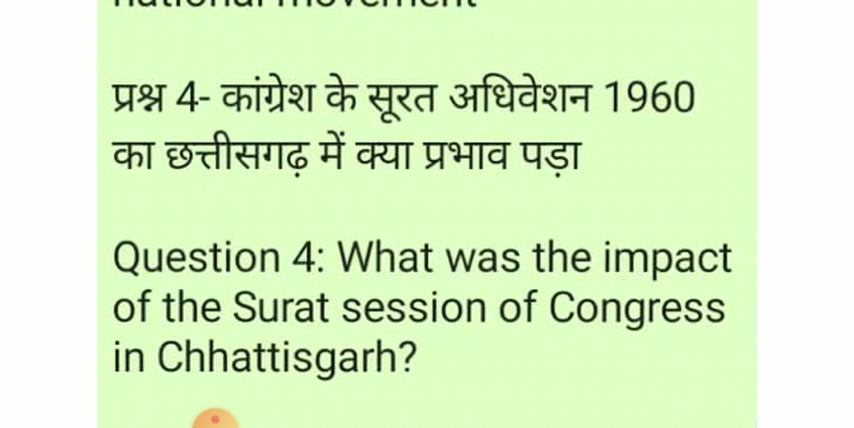 प्रश्न 4- कांग्रेश के सूरत अधिवेशन 1960
का छत्तीसगढ़ में क्या प्रभाव पड़ा
Question 4: What was the impact
of the Surat session of Congress
in Chhattisgarh?